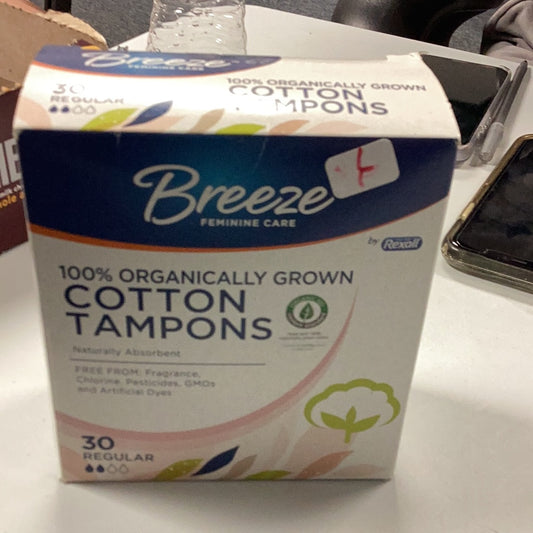 Breeze
FEMININE CARE
30
REGULAR
100% ORGANICALLY GROWN
COTTON
TAMPONS
Breeze
FEMININE CARE
by Rexall
100% ORGANICALLY GROWN
COTTON
TAMPONS
Naturally Absorbent
FREE FROM: Fragrance,
Chlorine, Pesticides, GMOs
and Artificial Dyes
30
REGULAR